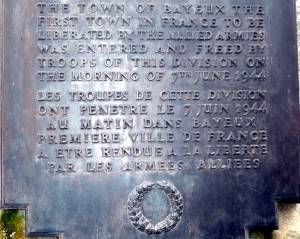 THE TOWN OF BAYEUX THE
FIRST TOWN IN FRANCE TO BE
LIBERATED BY THE ALLIED ARMIES
WAS ENTERED AND FREED BY
TROOPS OF THIS DIVISION ON
THE MORNING OF 7TH JUNE 1944
LES TROUPES DE CETTE DIVISION
ONT PENETRE LE 7 JUIN 1944
AU MATIN DANS BAYEUX
PREMIERE VILLE DE FRANCE
A ETRE RENDUE A LA LIBERTE
PAR LES ARMEES ALLIEES